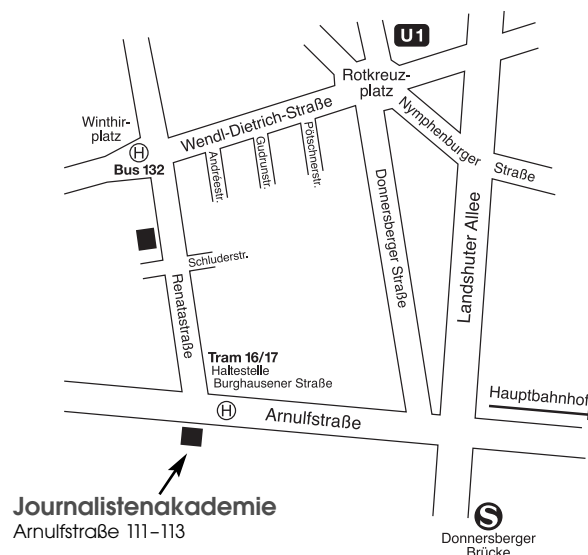 U1
Rotkreuz-
platz
Winthir-
platz
H
Bus 132
Wendl-Dietrich-Straße
Andréestr.
Gudrunstr.
Pötschnerstr.
Nymphenburger
Straße
Donnersberger Straße
Landshuter Allee
Schluderstr.
Renatastraße
Tram 16/17
Haltestelle
Burghausener Straße
H
Arnulfstraße
Hauptbahnhof
Journalistenakademie
Arnulfstraße 111–113
S
Donnersberger
Brücke